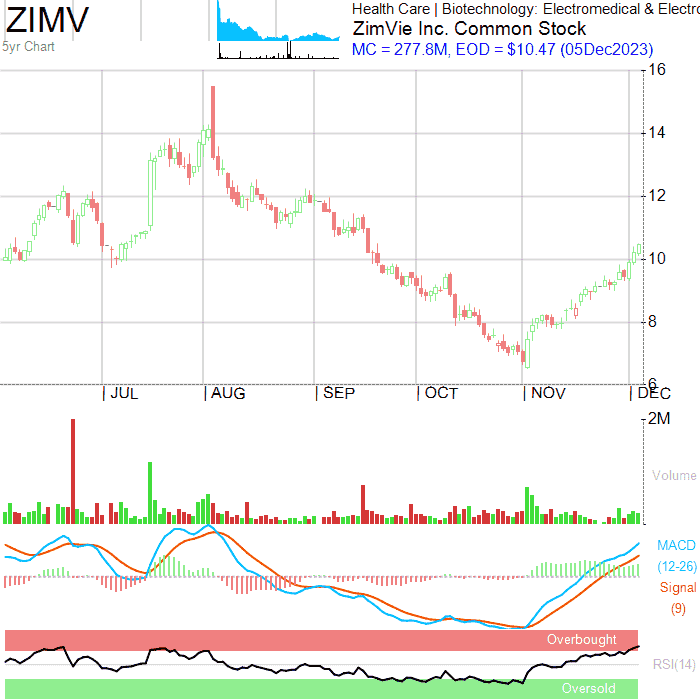 ZIMV
5yr Chart
Health Care | Biotechnology: Electromedical & Electro
ZimVie Inc. Common Stock
MC = 277.8M, EOD = $10.47 (05Dec2023)
16
14
12
10
8
6
| JUL | AUG | SEP | OCT | NOV | DEC
2M
Volume
MACD
(12-26)
Signal
(9)
Overbought
RSI(14)
Oversold